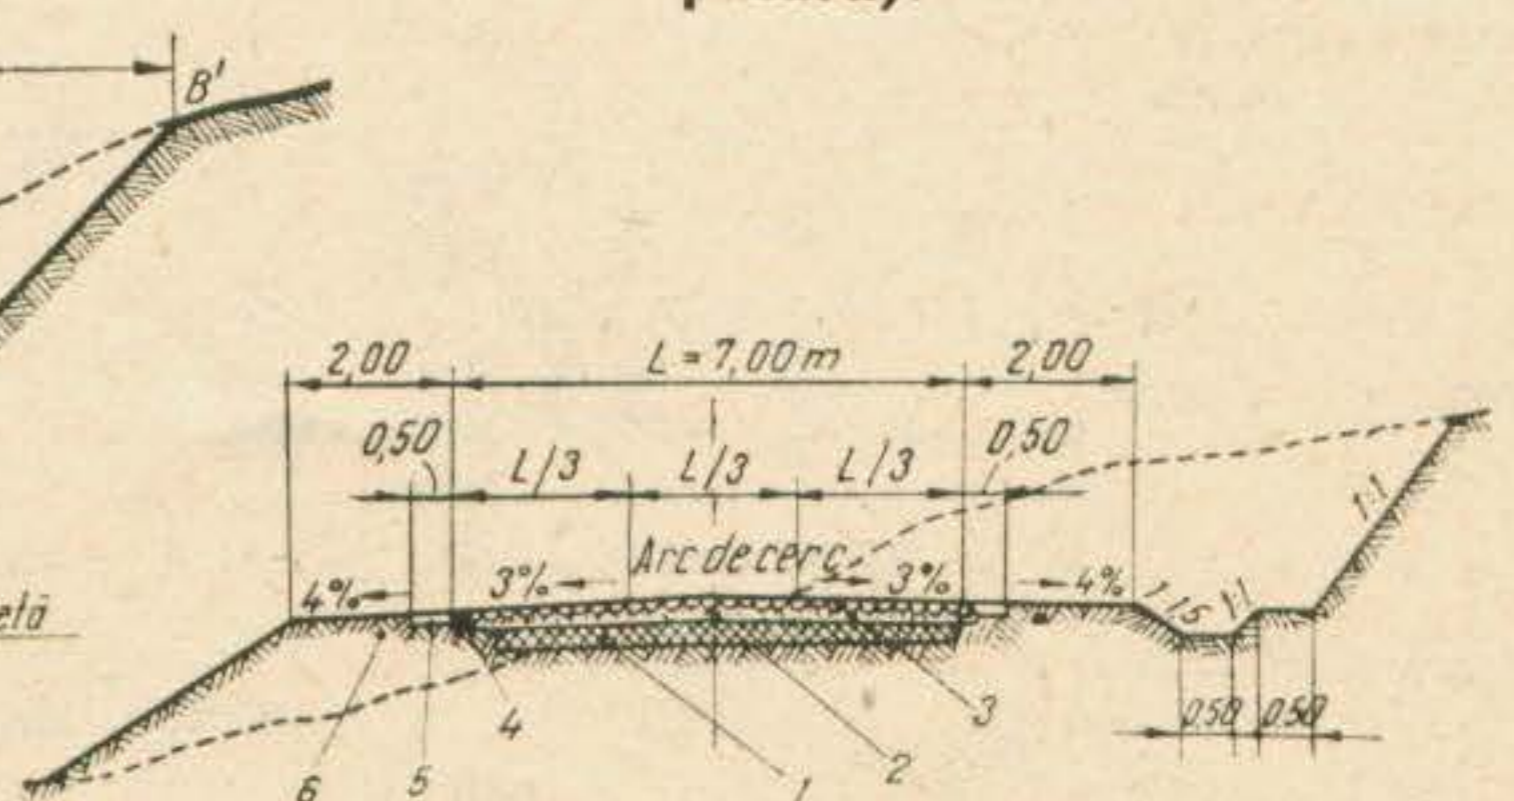 B'
2,00 L = 7,00 m 2,00
0,50 L/3 L/3 L/3 0,50
Arc de cerc
4% 3% 3% 4%
1:1,5 1:1 1:1
0,50 0,50
6 5 4 1 2 3